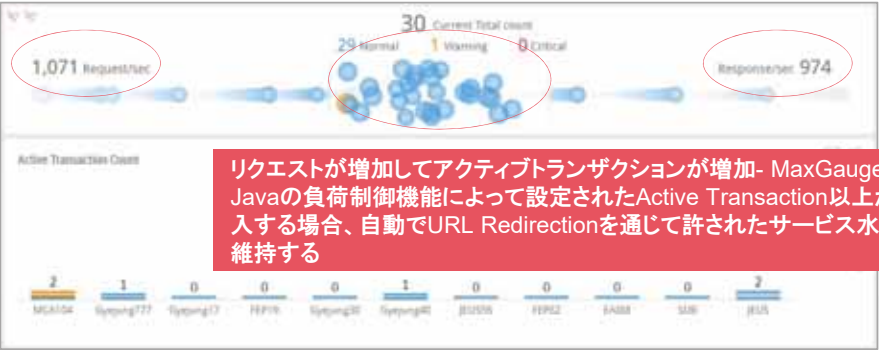 30 Current Total count
29 Normal 1 Warning 0 Critical
1,071 Request/sec
Response/sec 974
Active Transaction Count
リクエストが増加してアクティブトランザクションが増加- MaxGauge
Javaの負荷制御機能によって設定されたActive Transaction以上
入する場合、自動でURL Redirectionを通じて許されたサービス水
維持する
2 1 0 0 0 1 0 0 0 0 2
MCA104 Gyejung777 Gyejung17 FEP19 Gyejung30 Gyejung40 FEP62 JEUS